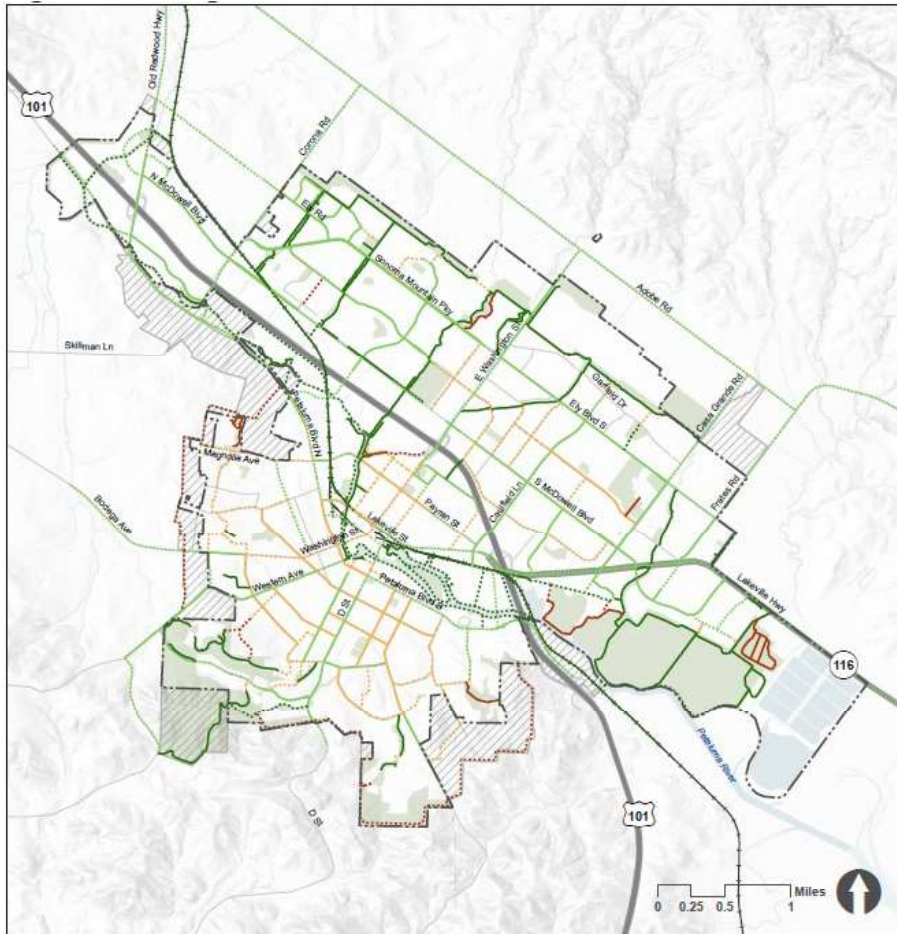 Old Redwood Hwy
101
Corona Rd
N McDowell Blvd
Ely Rd
Sonoma Mountain Pky
Adobe Rd
Skillman Ln
E Washington St
Petaluma Blvd N
Garfield Dr
Casa Grande Rd
Ely Blvd S
Magnolia Ave
Frates Rd
Bodega Ave
Payran St
Caulfield Ln
S McDowell Blvd
Lakeville St
Washington St
Western Ave
Petaluma Blvd S
D St
Lakeville Hwy
116
Petaluma River
D St
101
Miles
0 0.25 0.5 1